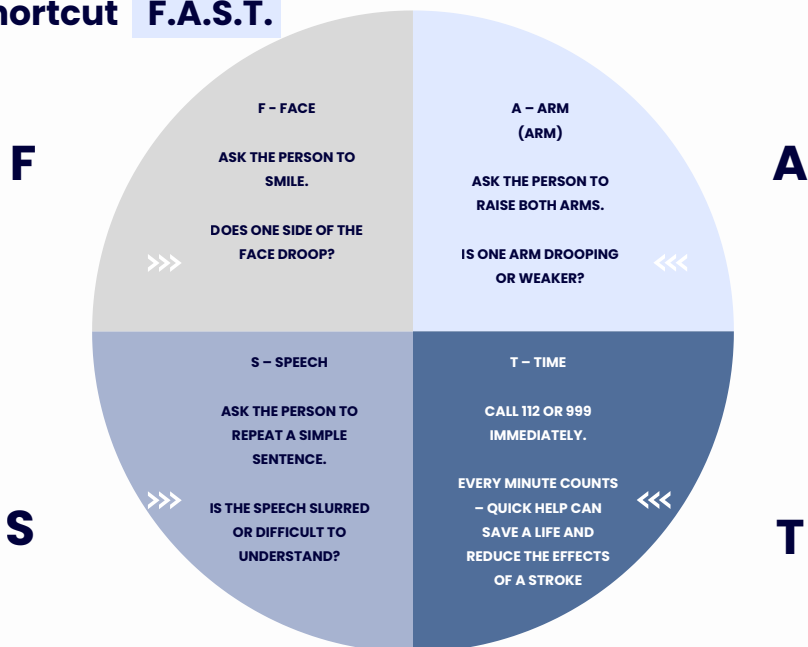 F.A.S.T.
F
F - FACE
ASK THE PERSON TO
SMILE.
DOES ONE SIDE OF THE
FACE DROOP?
A – ARM
(ARM)
ASK THE PERSON TO
RAISE BOTH ARMS.
IS ONE ARM DROOPING
OR WEAKER?
A
S
S – SPEECH
ASK THE PERSON TO
REPEAT A SIMPLE
SENTENCE.
IS THE SPEECH SLURRED
OR DIFFICULT TO
UNDERSTAND?
T – TIME
CALL 112 OR 999
IMMEDIATELY.
EVERY MINUTE COUNTS
– QUICK HELP CAN
SAVE A LIFE AND
REDUCE THE EFFECTS
OF A STROKE
T